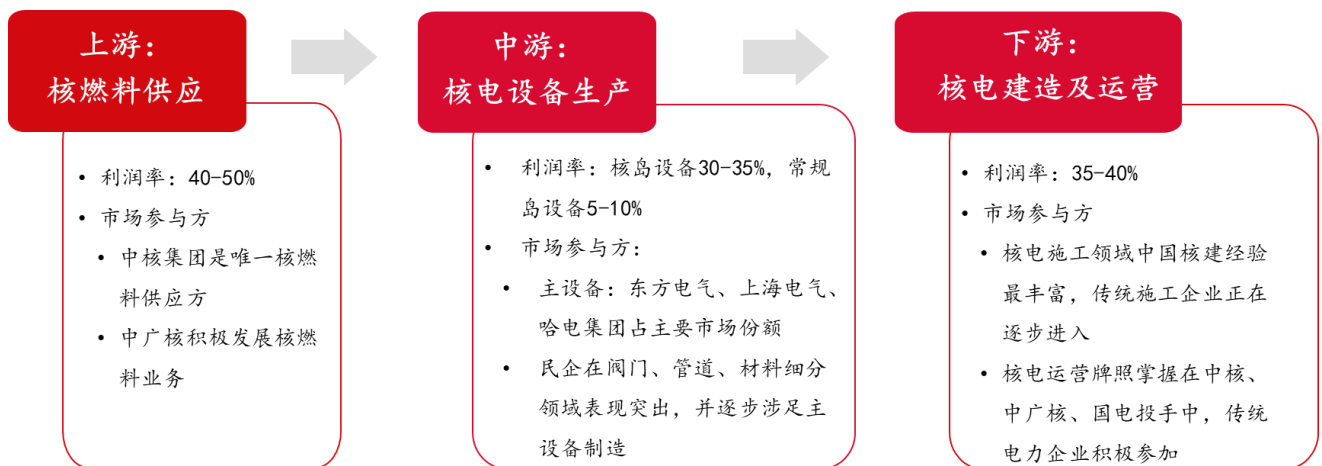 上游：
核燃料供应
• 利润率：40-50%
• 市场参与方
• 中核集团是唯一核燃
料供应方
• 中广核积极发展核燃
料业务
中游：
核电设备生产
• 利润率：核岛设备30-35%，常规
岛设备5-10%
• 市场参与方：
• 主设备：东方电气、上海电气、
哈电集团占主要市场份额
• 民企在阀门、管道、材料细分
领域表现突出，并逐步涉足主
设备制造
下游：
核电建造及运营
• 利润率：35-40%
• 市场参与方
• 核电施工领域中国核建经验
最丰富，传统施工企业正在
逐步进入
• 核电运营牌照掌握在中核、
中广核、国电投手中，传统
电力企业积极参加